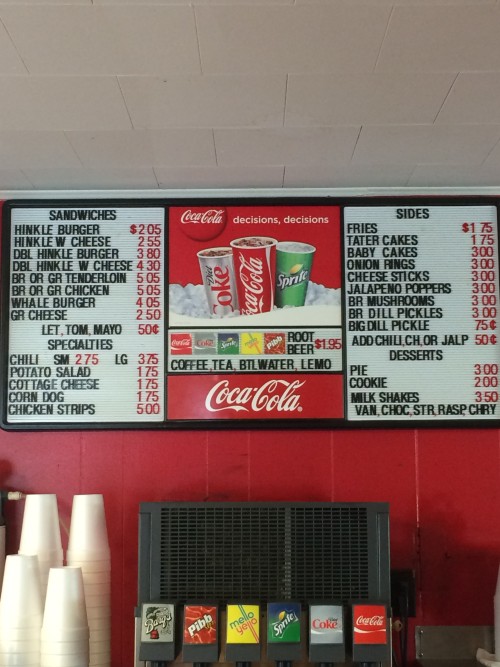 SANDWICHES
HINKLE BURGER $2.05
HINKLE W CHEESE 2.55
DBL HINKLE BURGER 3.80
DBL HINKLE W CHEESE 4.30
BR OR GR TENDERLOIN 5.05
BR OR GR CHICKEN 5.05
WHALE BURGER 4.05
GR CHEESE 2.50
LET, TOM, MAYO 50¢
SPECIALTIES
CHILI SM 2.75 LG 3.75
POTATO SALAD 1.75
COTTAGE CHEESE 1.75
CORN DOG 1.75
CHICKEN STRIPS 5.00
Coca-Cola decisions, decisions
Diet Coke
Coca-Cola
Sprite
Coca-Cola
Pibb
ROOT BEER $1.95
COFFEE, TEA, BTLWATER, LEMO
Coca-Cola
SIDES
FRIES $1.75
TATER CAKES 1.75
BABY CAKES 3.00
ONION RINGS 3.00
CHEESE STICKS 3.00
JALAPENO POPPERS 3.00
BR MUSHROOMS 3.00
BR DILL PICKLES 3.00
BIG DILL PICKLE 75¢
ADD CHILI, CH, OR JALP 50¢
DESSERTS
PIE 3.00
COOKIE 2.00
MILK SHAKES 3.50
VAN, CHOC, STR, RASP, CHRY
Barq's
Pibb
mello yello
Sprite
Diet Coke
Coca-Cola